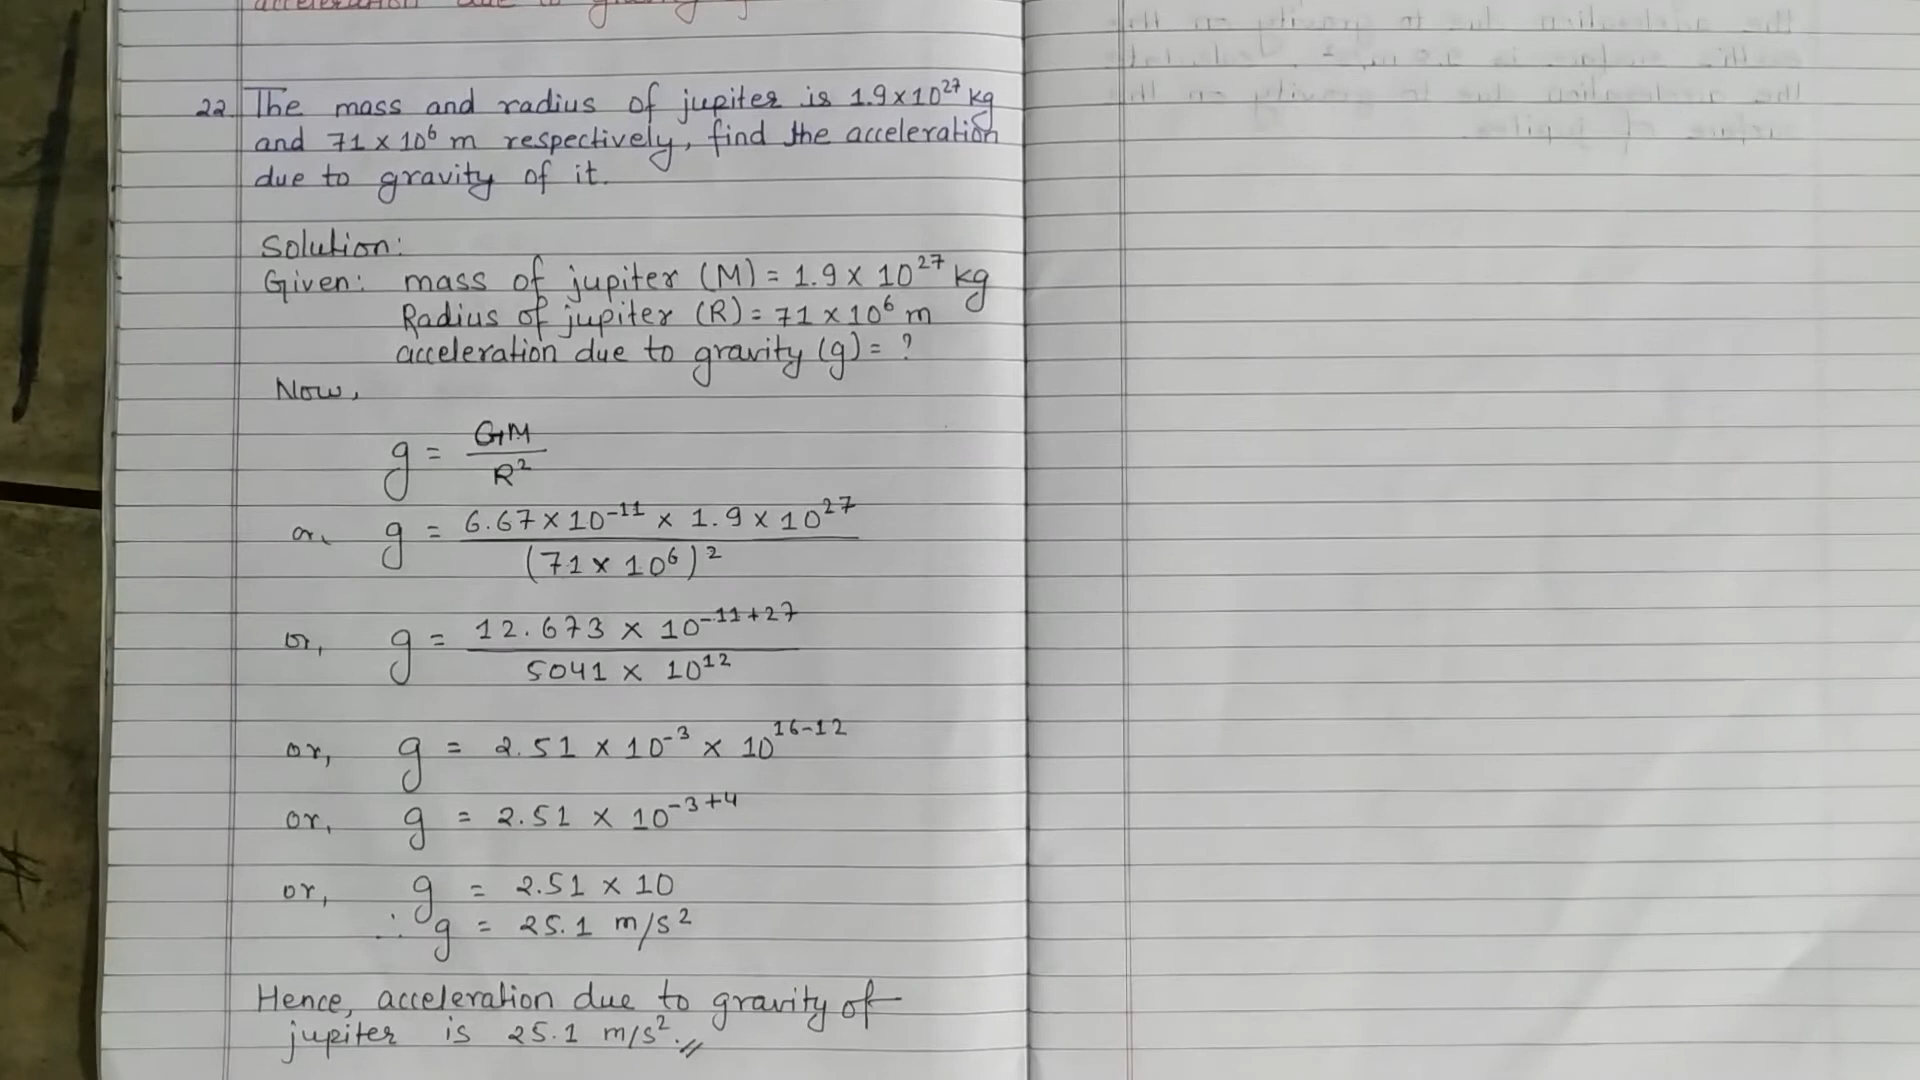 acceleration due to gravity
22. The mass and radius of jupiter is 1.9 x 10²⁷ kg
and 71 x 10⁶ m respectively, find the acceleration
due to gravity of it.
Solution:
Given: mass of jupiter (M) = 1.9 x 10²⁷ kg
Radius of jupiter (R) = 71 x 10⁶ m
acceleration due to gravity (g) = ?
Now,
g = GM / R²
or, g = 6.67 x 10⁻¹¹ x 1.9 x 10²⁷ / (71 x 10⁶)²
or, g = 12.673 x 10⁻¹¹⁺²⁷ / 5041 x 10¹²
or, g = 2.51 x 10⁻³ x 10¹⁶⁻¹²
or, g = 2.51 x 10⁻³⁺⁴
or, g = 2.51 x 10
∴ g = 25.1 m/s²
Hence, acceleration due to gravity of
jupiter is 25.1 m/s².